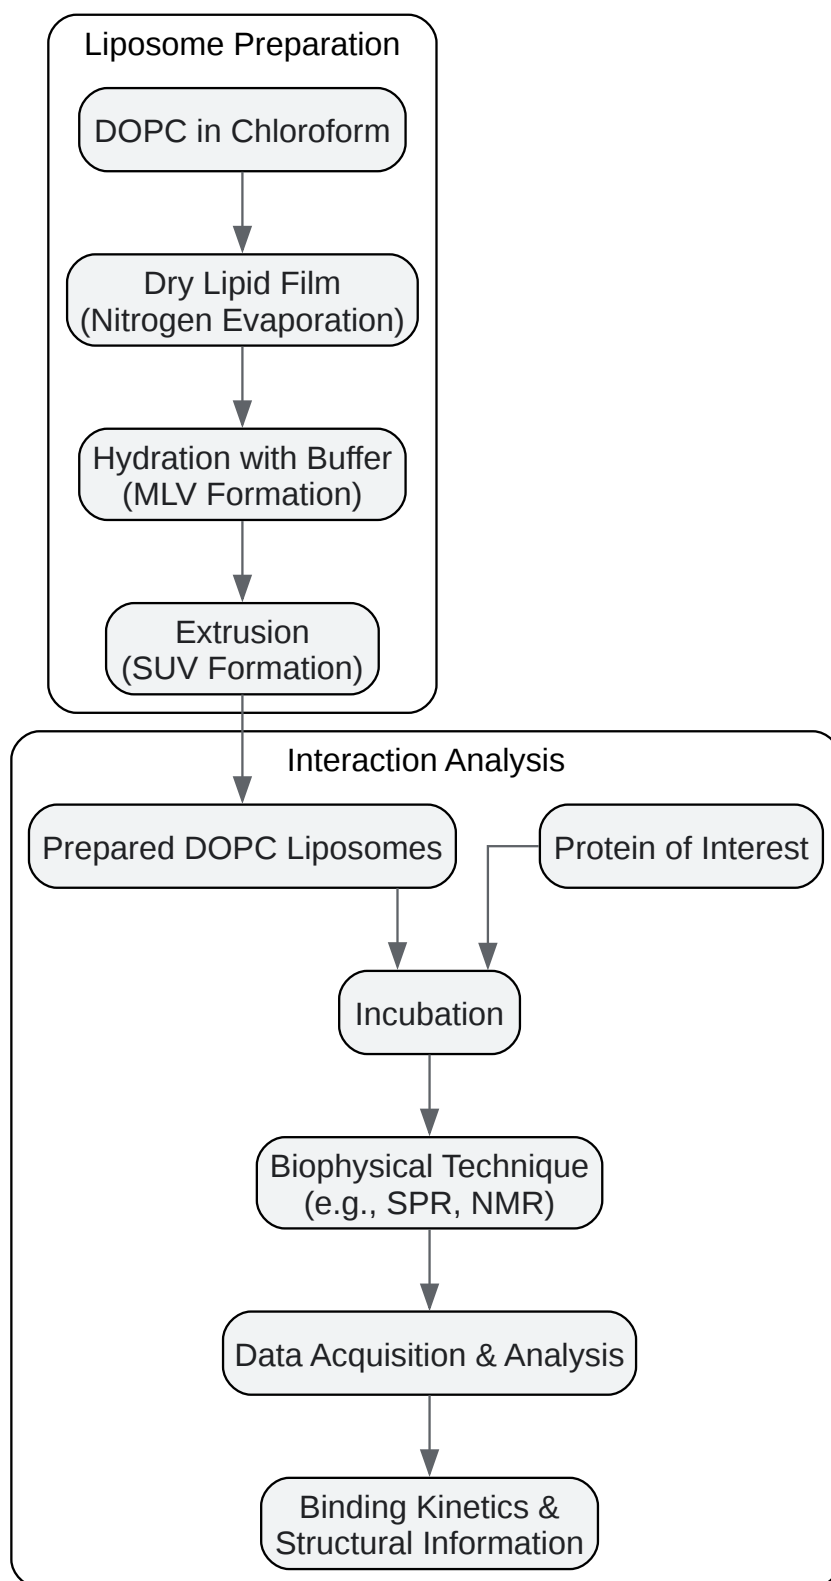 Liposome Preparation
DOPC in Chloroform
Dry Lipid Film
(Nitrogen Evaporation)
Hydration with Buffer
(MLV Formation)
Extrusion
(SUV Formation)
Interaction Analysis
Prepared DOPC Liposomes
Protein of Interest
Incubation
Biophysical Technique
(e.g., SPR, NMR)
Data Acquisition & Analysis
Binding Kinetics &
Structural Information